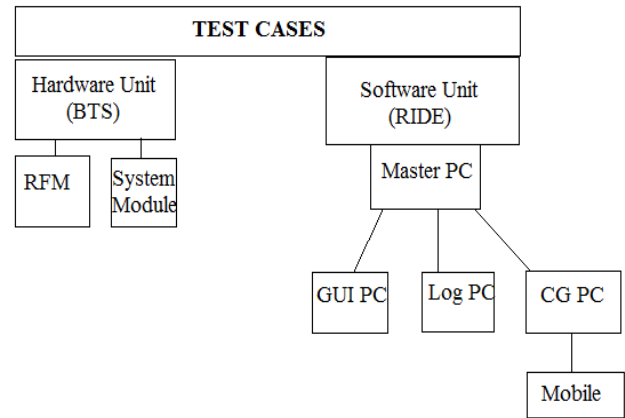 TEST CASES
Hardware Unit
(BTS)
Software Unit
(RIDE)
RFM
System
Module
Master PC
GUI PC
Log PC
CG PC
Mobile